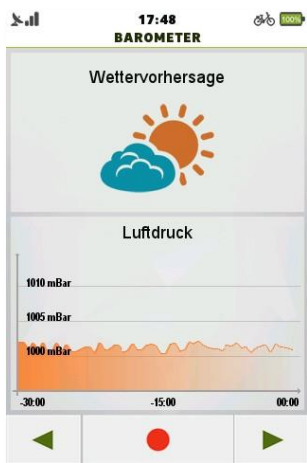 17:48
100%
BAROMETER
Wettervorhersage
Luftdruck
1010 mBar
1005 mBar
1000 mBar
-30:00 -15:00 00:00